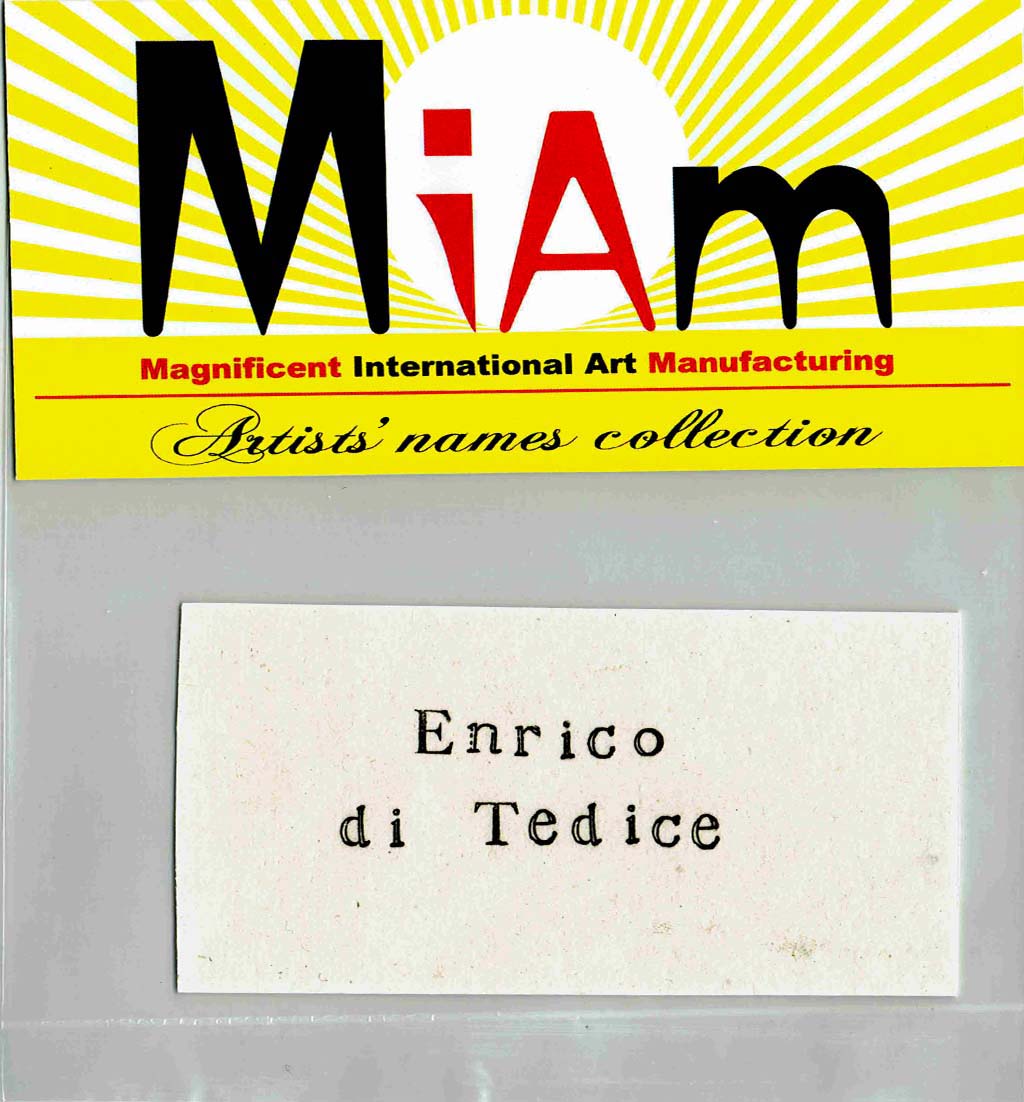 MiAm
Magnificent International Art Manufacturing
Artists' names collection
Enrico
di Tedice